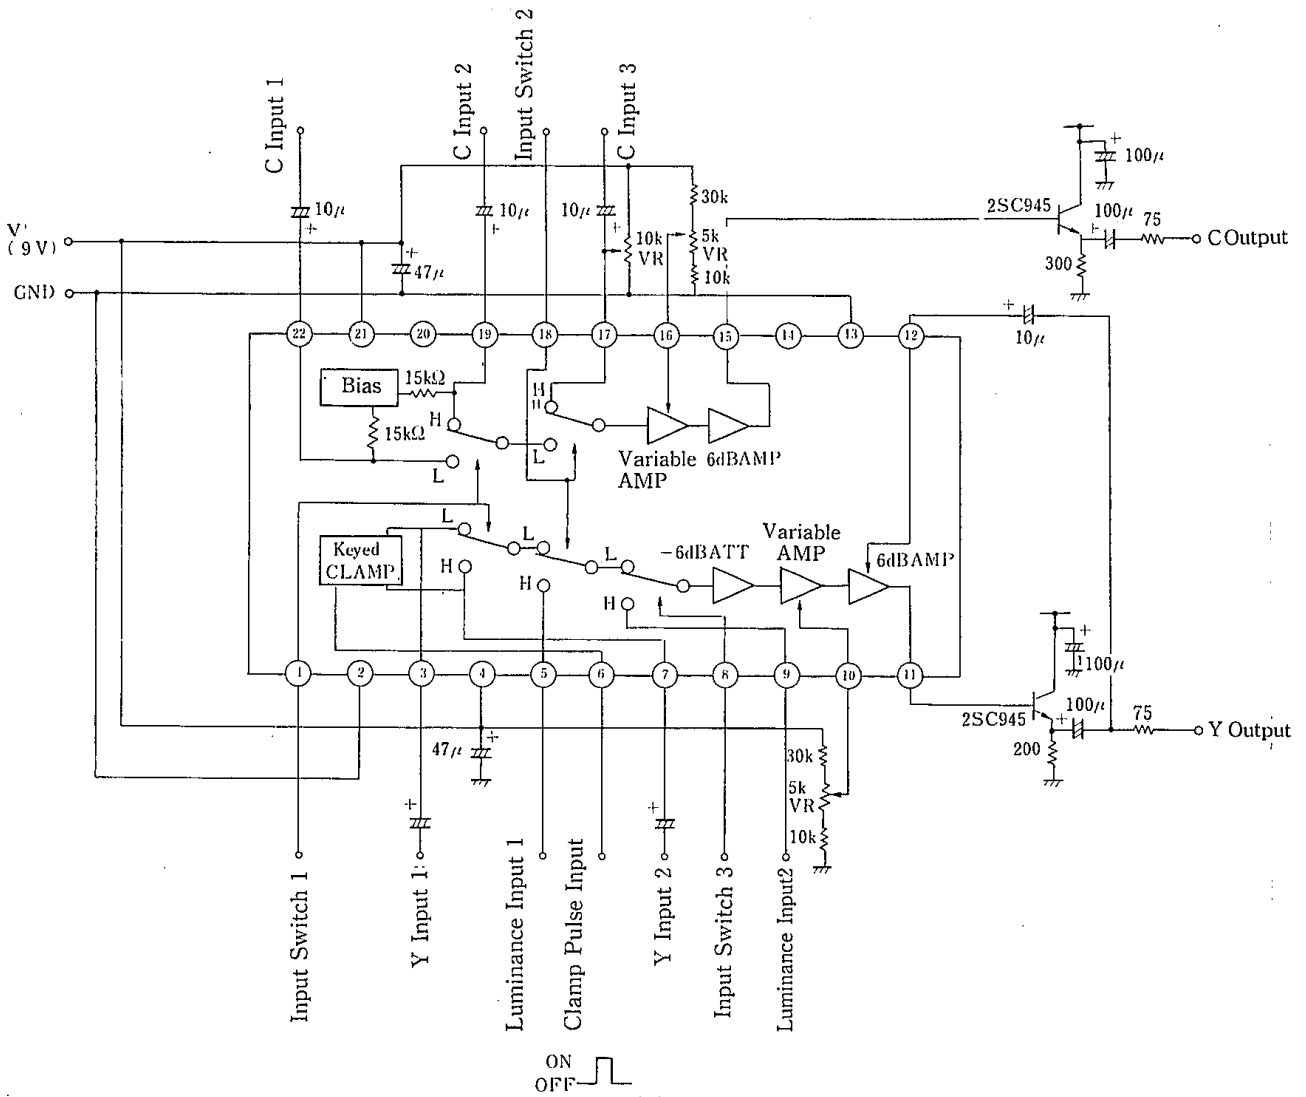 C Input 1
C Input 2
Input Switch 2
C Input 3
10μ
+
10μ
+
10μ
+
V+
(9V)
GND
+
47μ
10k
VR
30k
5k
VR
10k
2SC945
+
100μ
100μ
+
75
300
C Output
+
10μ
22
21
20
19
18
17
16
15
14
13
12
Bias
15kΩ
15kΩ
H
L
H
L
Variable
AMP
6dBAMP
Keyed
CLAMP
L
H
L
H
L
H
-6dBATT
Variable
AMP
6dBAMP
1
2
3
4
5
6
7
8
9
10
11
47μ
+
+
+
30k
5k
VR
10k
2SC945
+
100μ
100μ
+
75
200
Y Output
Input Switch 1
Y Input 1
Luminance Input 1
Clamp Pulse Input
Y Input 2
Input Switch 3
Luminance Input2
ON
OFF